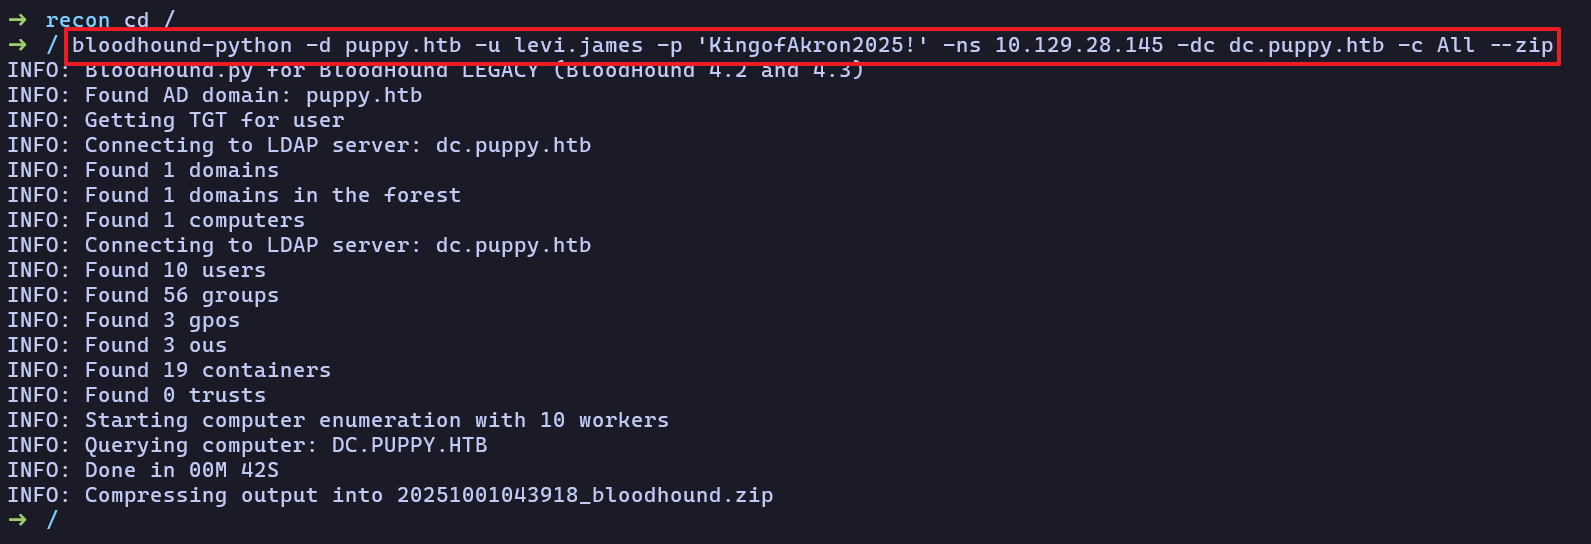 → recon cd /
→ / bloodhound-python -d puppy.htb -u levi.james -p 'KingofAkron2025!' -ns 10.129.28.145 -dc dc.puppy.htb -c All --zip
INFO: BloodHound.py for BloodHound LEGACY (BloodHound 4.2 and 4.3)
INFO: Found AD domain: puppy.htb
INFO: Getting TGT for user
INFO: Connecting to LDAP server: dc.puppy.htb
INFO: Found 1 domains
INFO: Found 1 domains in the forest
INFO: Found 1 computers
INFO: Connecting to LDAP server: dc.puppy.htb
INFO: Found 10 users
INFO: Found 56 groups
INFO: Found 3 gpos
INFO: Found 3 ous
INFO: Found 19 containers
INFO: Found 0 trusts
INFO: Starting computer enumeration with 10 workers
INFO: Querying computer: DC.PUPPY.HTB
INFO: Done in 00M 42S
INFO: Compressing output into 20251001043918_bloodhound.zip
→ /